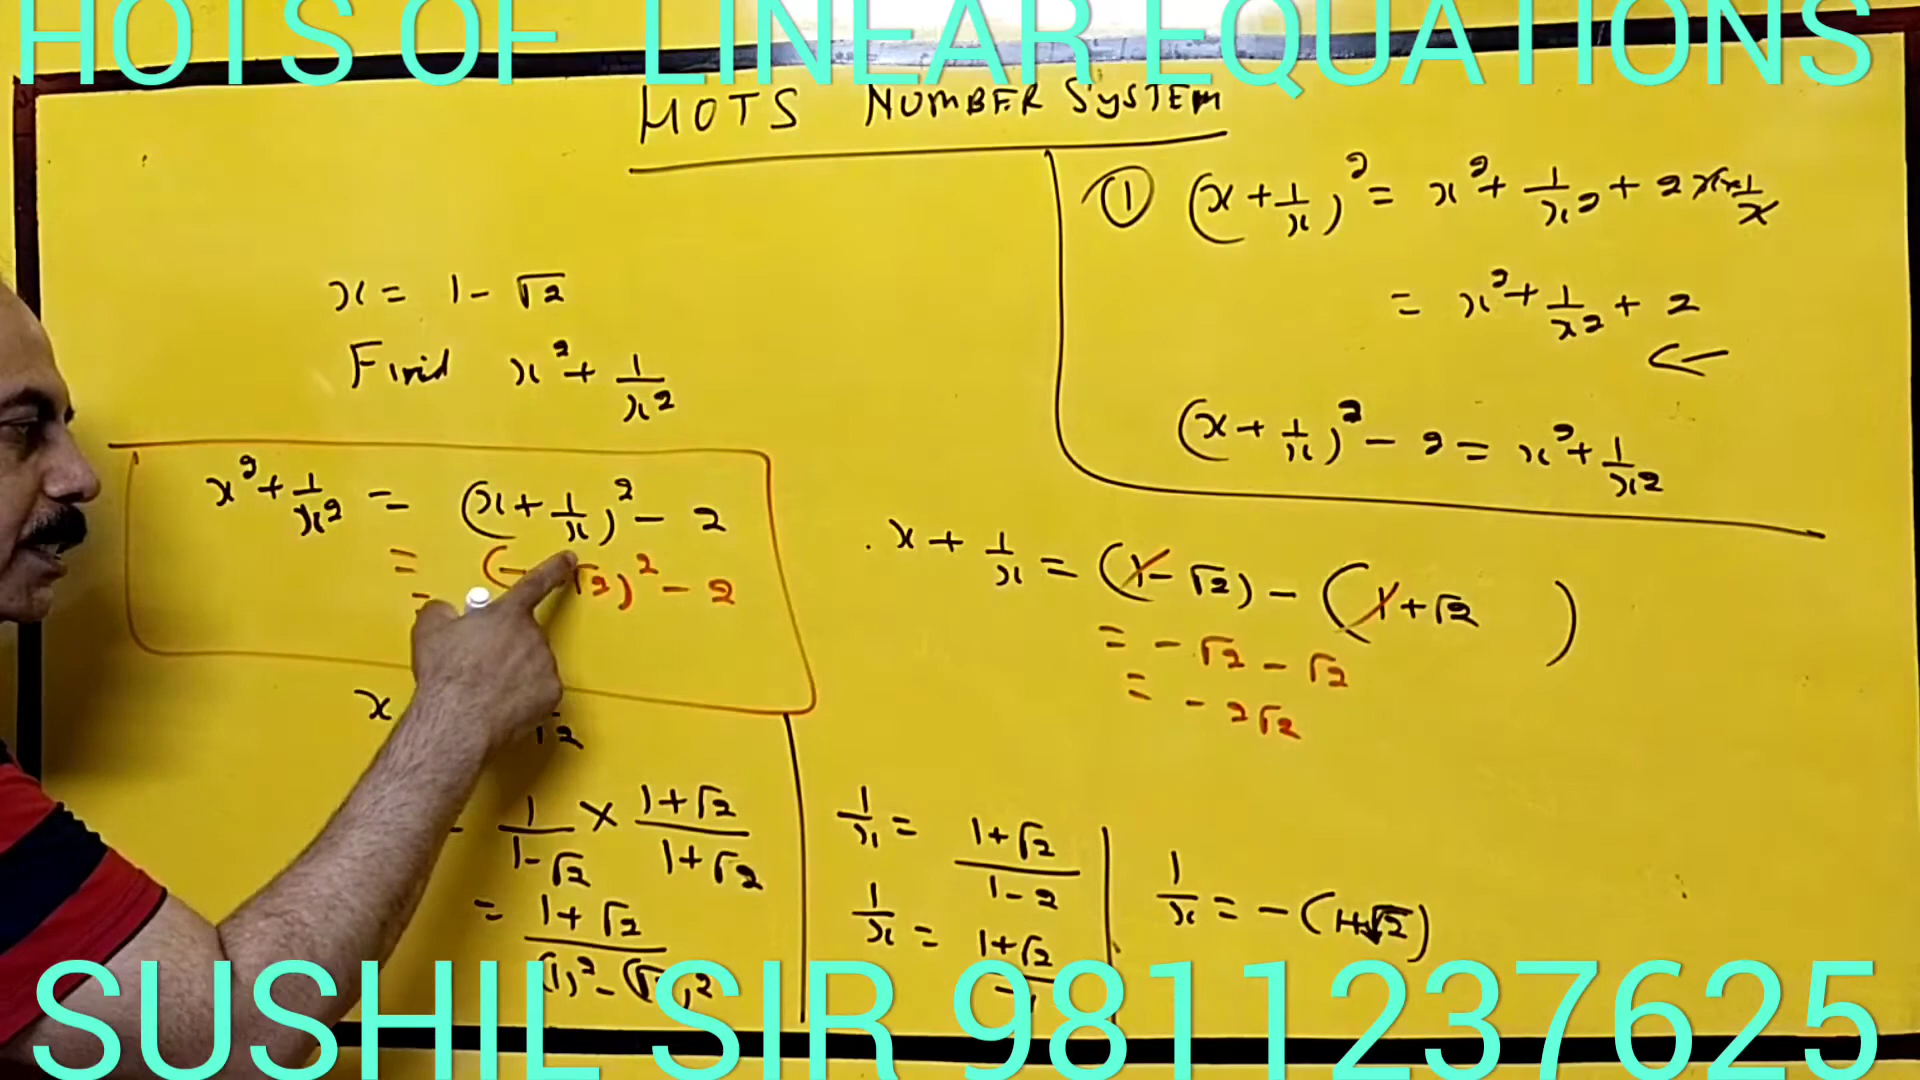 HOTS OF LINEAR EQUATIONS
HOTS NUMBER SYSTEM
x = 1 - √2
Find x² + 1/x²
x² + 1/x² = (x + 1/x)² - 2
= (- √2)² - 2
=
x √2
1/(1-√2) × (1+√2)/(1+√2)
= (1+√2)/((1)² - (√2)²)
① (x + 1/x)² = x² + 1/x² + 2 x × 1/x
= x² + 1/x² + 2
←
(x + 1/x)² - 2 = x² + 1/x²
x + 1/x = (1 - √2) - (1 + √2)
= - √2 - √2
= - 2√2
1/x = (1+√2)/(1-2)
1/x = (1+√2)/-1
1/x = -(1+√2)
SUSHIL SIR 9811237625